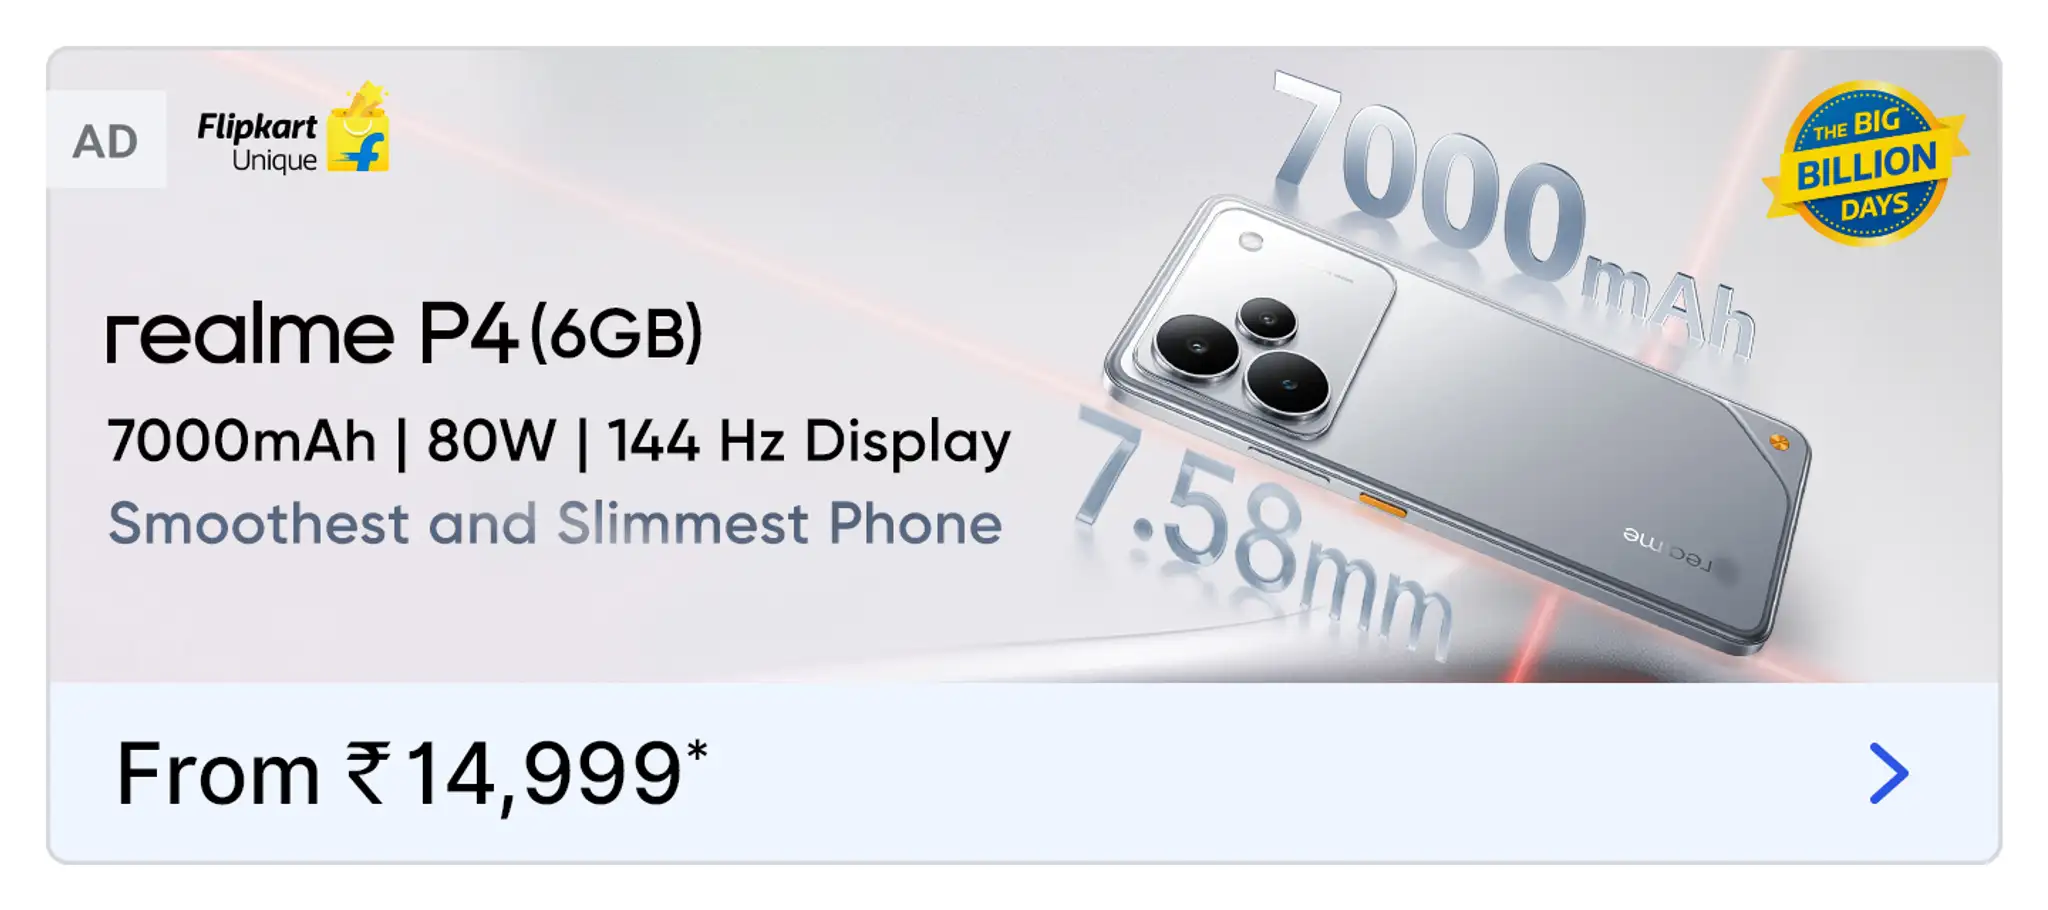 AD
Flipkart
Unique
THE BIG
BILLION
DAYS
7000mAh
realme P4 (6GB)
7000mAh | 80W | 144 Hz Display
Smoothest and Slimmest Phone
7.58mm
realme
From ₹14,999*